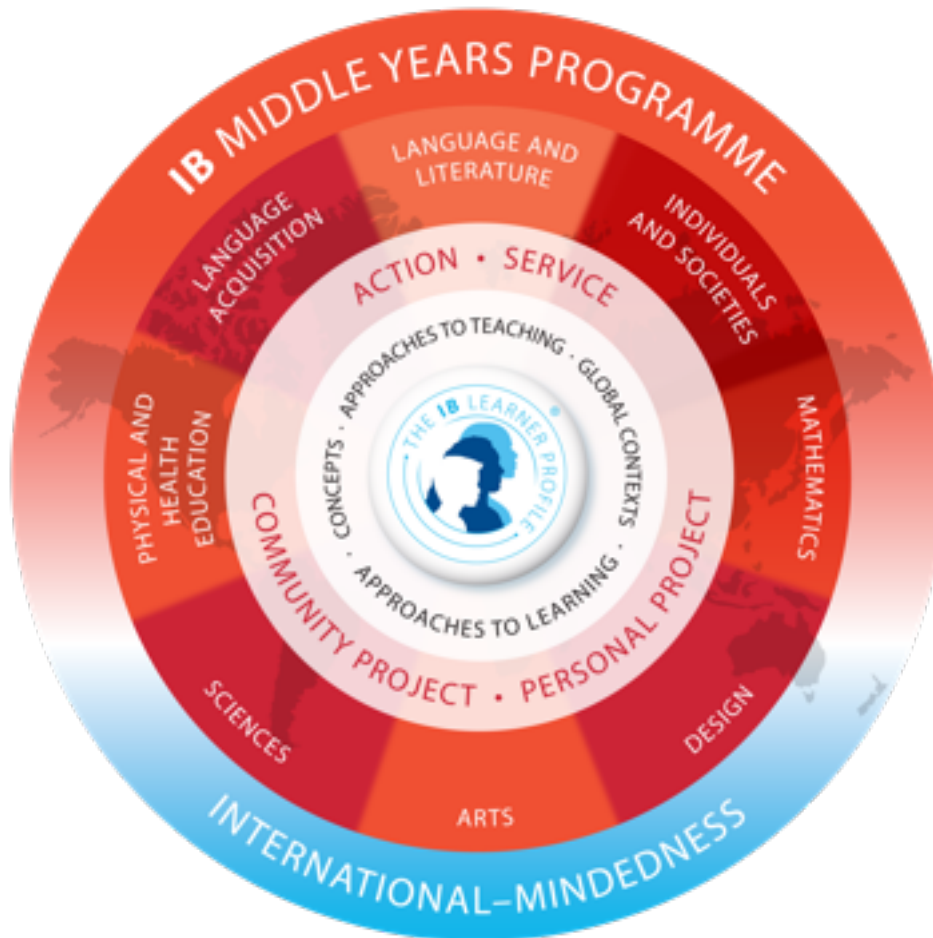 IB MIDDLE YEARS PROGRAMME
LANGUAGE AND
LITERATURE
INDIVIDUALS
AND SOCIETIES
MATHEMATICS
DESIGN
ARTS
SCIENCES
PHYSICAL AND
HEALTH
EDUCATION
LANGUAGE
ACQUISITION
ACTION • SERVICE
COMMUNITY PROJECT • PERSONAL PROJECT
APPROACHES TO TEACHING · GLOBAL CONTEXTS ·
APPROACHES TO LEARNING
· CONCEPTS ·
• THE IB LEARNER PROFILE • ®
INTERNATIONAL–MINDEDNESS